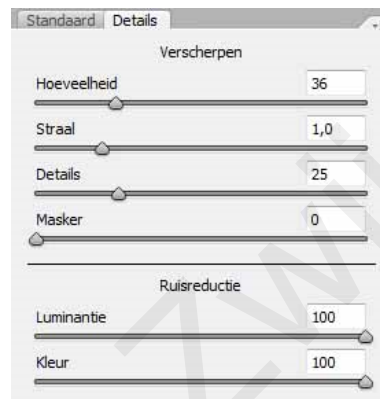 Standaard Details
Verscherpen
Hoeveelheid 36
Straal 1,0
Details 25
Masker 0
Ruisreductie
Luminantie 100
Kleur 100